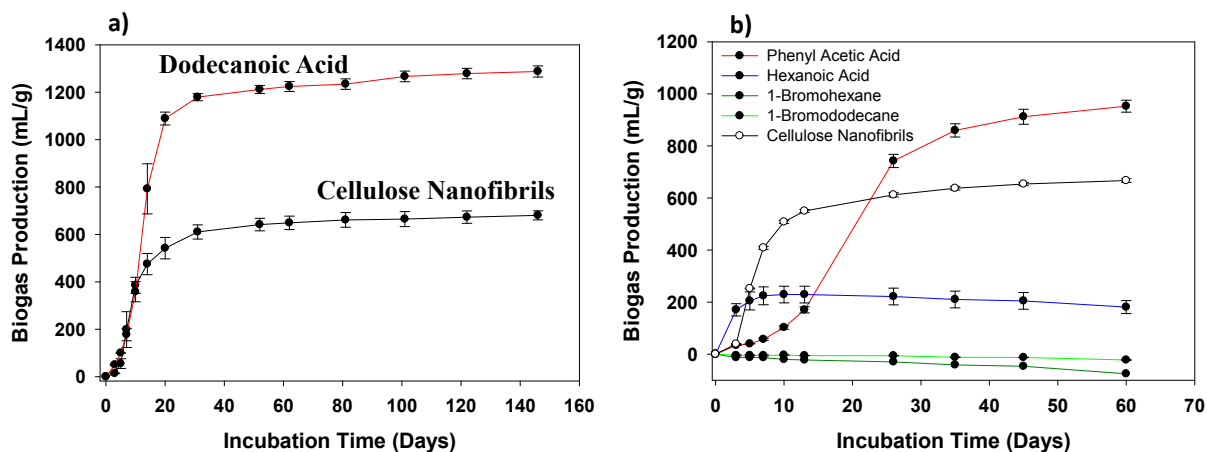 a)
Biogas Production (mL/g)
1400
1200
1000
800
600
400
200
0
Dodecanoic Acid
Cellulose Nanofibrils
0 20 40 60 80 100 120 140 160
Incubation Time (Days)
b)
Biogas Production (mL/g)
1200
1000
800
600
400
200
0
Phenyl Acetic Acid
Hexanoic Acid
1-Bromohexane
1-Bromododecane
Cellulose Nanofibrils
0 10 20 30 40 50 60 70
Incubation Time (Days)